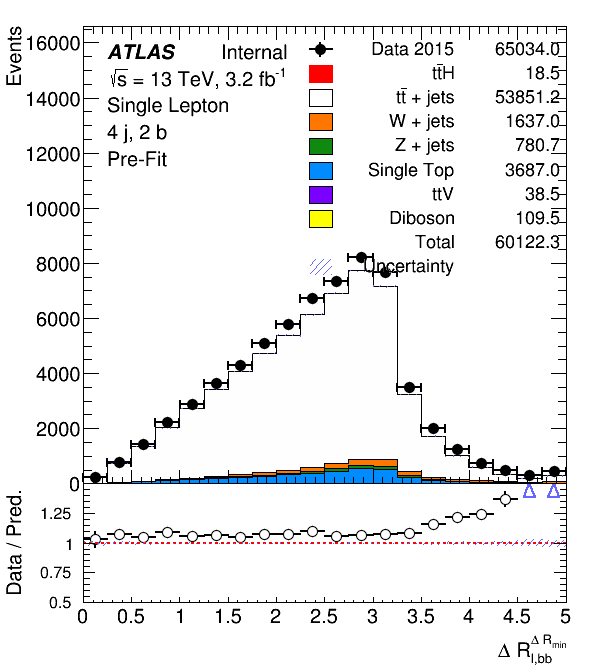 Events
16000
14000
12000
10000
8000
6000
4000
2000
0
ATLAS Internal
√s = 13 TeV, 3.2 fb⁻¹
Single Lepton
4 j, 2 b
Pre-Fit
Data 2015 65034.0
tt̄H 18.5
tt̄ + jets 53851.2
W + jets 1637.0
Z + jets 780.7
Single Top 3687.0
ttV 38.5
Diboson 109.5
Total 60122.3
Uncertainty
Data / Pred.
1.25
1
0.75
0.5
0 0.5 1 1.5 2 2.5 3 3.5 4 4.5 5
Δ R_{l,bb}^{Δ R_{min}}